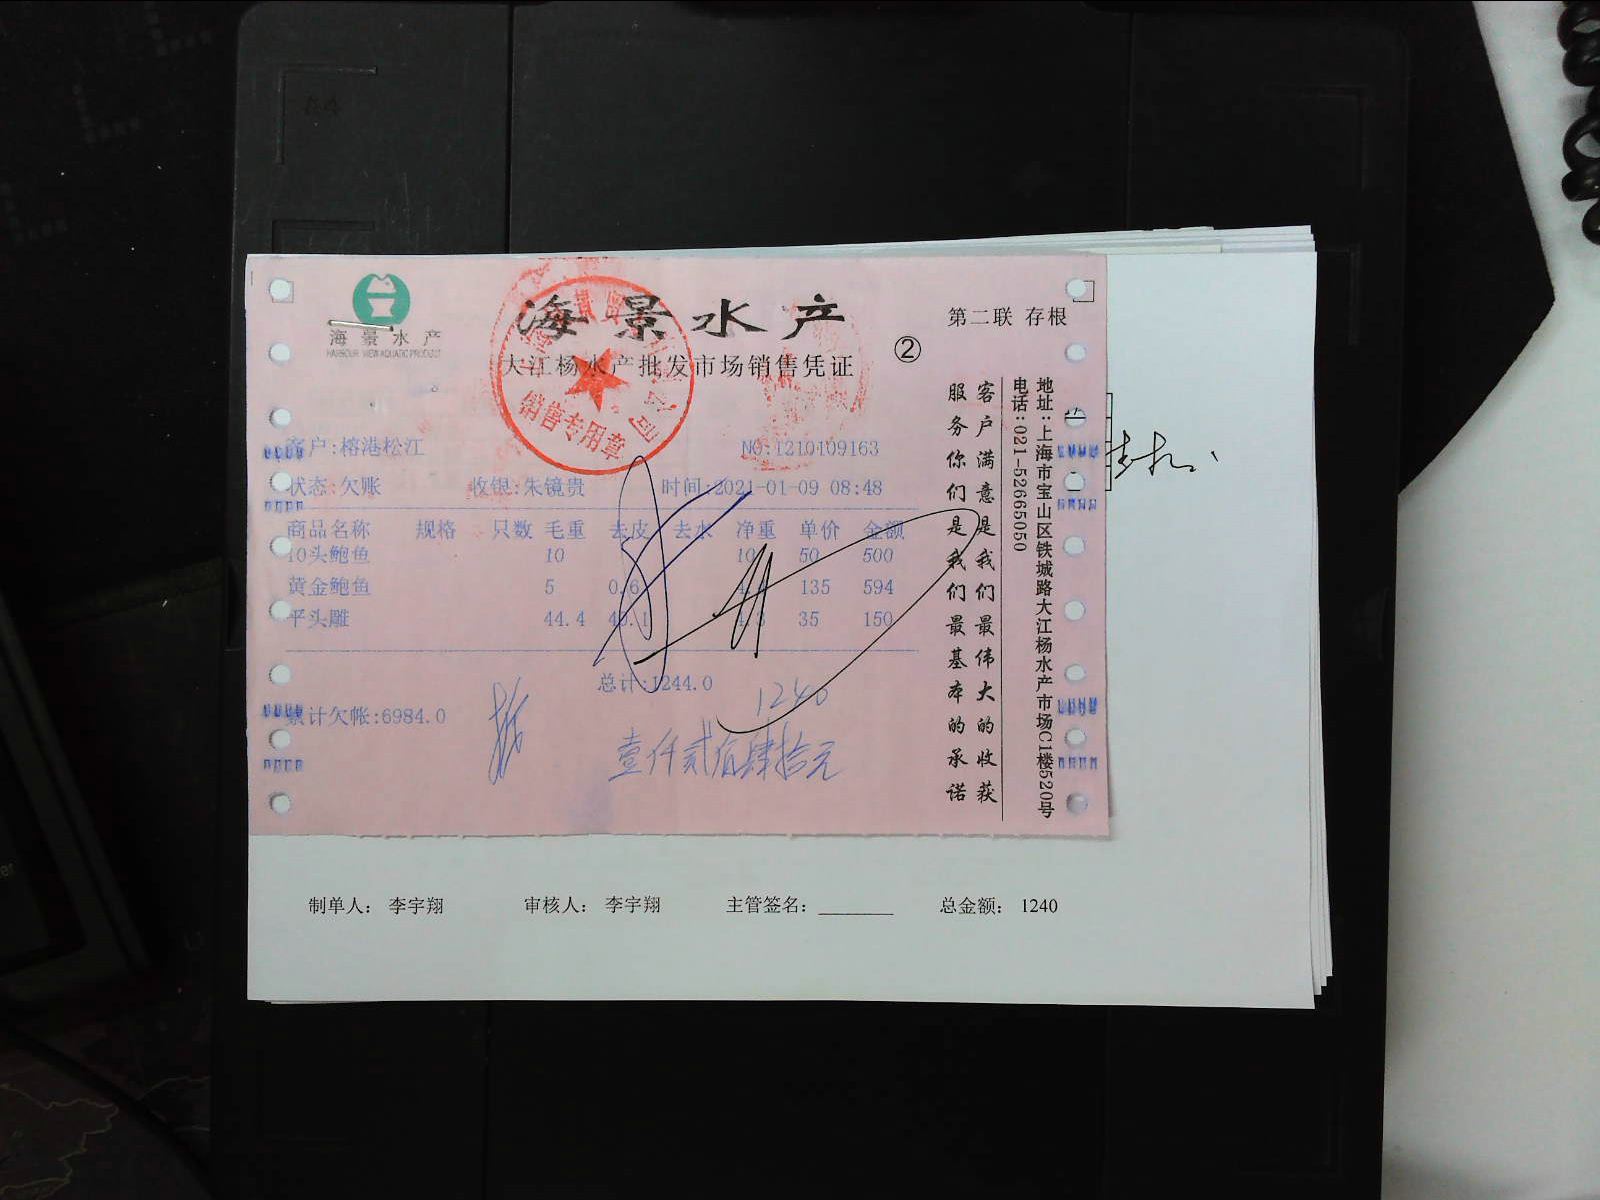 海景水产
HARBOUR VIEW AQUATIC PRODUCT
海景水产
第二联 存根
大江杨水产批发市场销售凭证
②
销售专用章
客户:榕港松江 NO:1210109163
状态:欠账 收银:朱镜贵 时间:2021-01-09 08:48
商品名称 规格 只数 毛重 去皮 去水 净重 单价 金额
10头鲍鱼 10 10 50 500
黄金鲍鱼 5 0.6 135 594
平头雕 44.4 40.1 35 150
总计:1244.0
1240
累计欠帐:6984.0
壹仟贰佰肆拾元
客户满意是我们最伟大的收获
服务你们是我们最基本的承诺
地址:上海市宝山区铁城路大江杨水产市场C1楼520号
电话:021-52665050
制单人: 李宇翔 审核人: 李宇翔 主管签名: 总金额: 1240